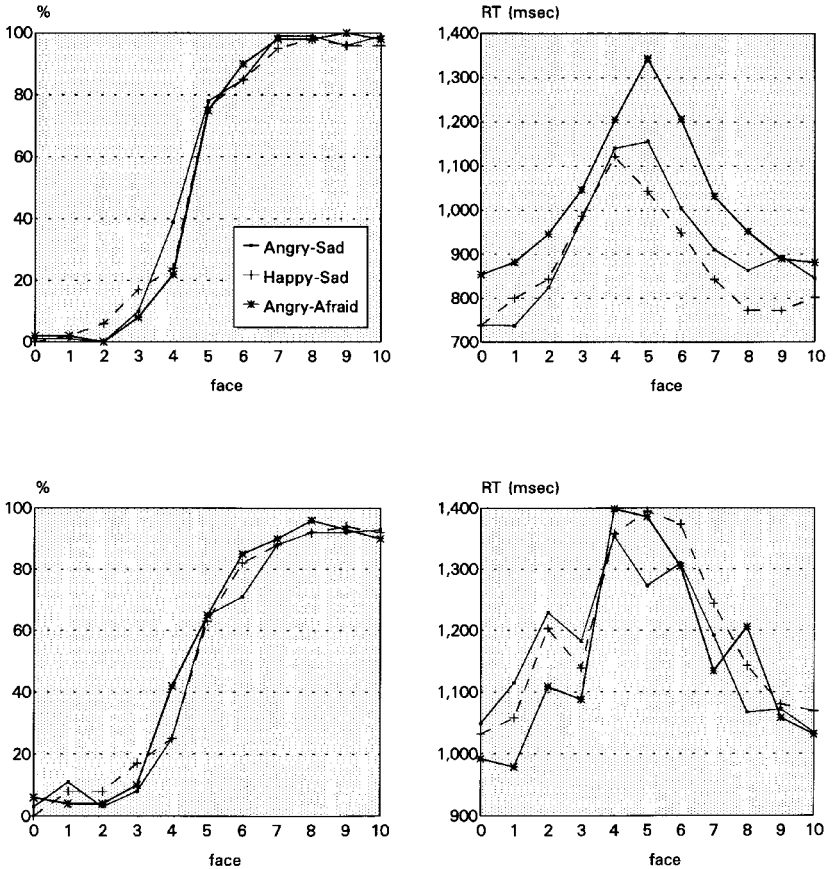 %
100
80
60
40
20
0
0 1 2 3 4 5 6 7 8 9 10
face
Angry-Sad
Happy-Sad
Angry-Afraid
RT (msec)
1,400
1,300
1,200
1,100
1,000
900
800
700
0 1 2 3 4 5 6 7 8 9 10
face
%
100
80
60
40
20
0
0 1 2 3 4 5 6 7 8 9 10
face
RT (msec)
1,400
1,300
1,200
1,100
1,000
900
0 1 2 3 4 5 6 7 8 9 10
face